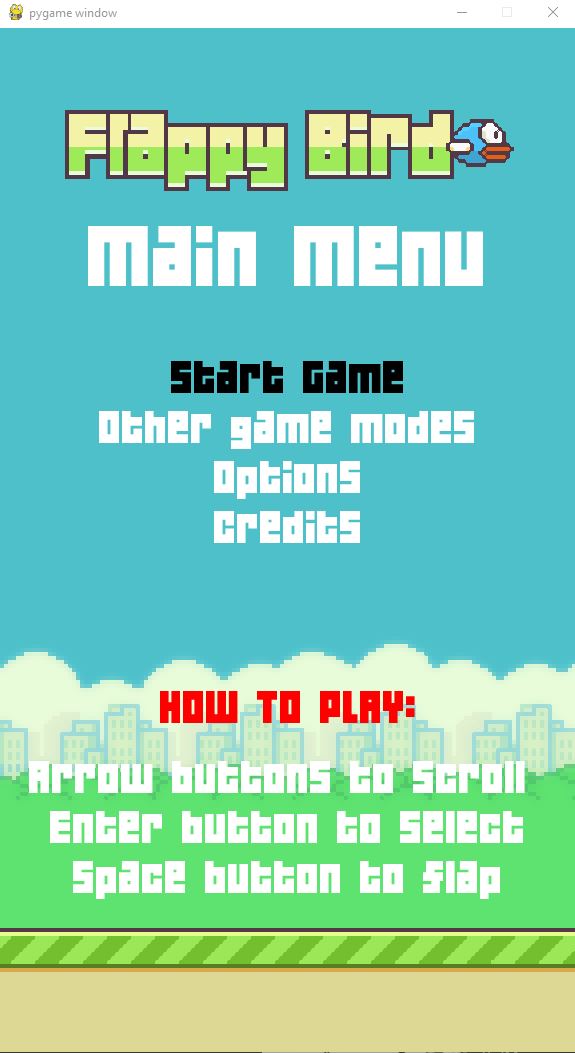 pygame window
Flappy Bird
Main Menu
Start Game
Other game modes
Options
Credits
HOW TO PLAY:
Arrow buttons to Scroll
Enter button to Select
Space button to flap